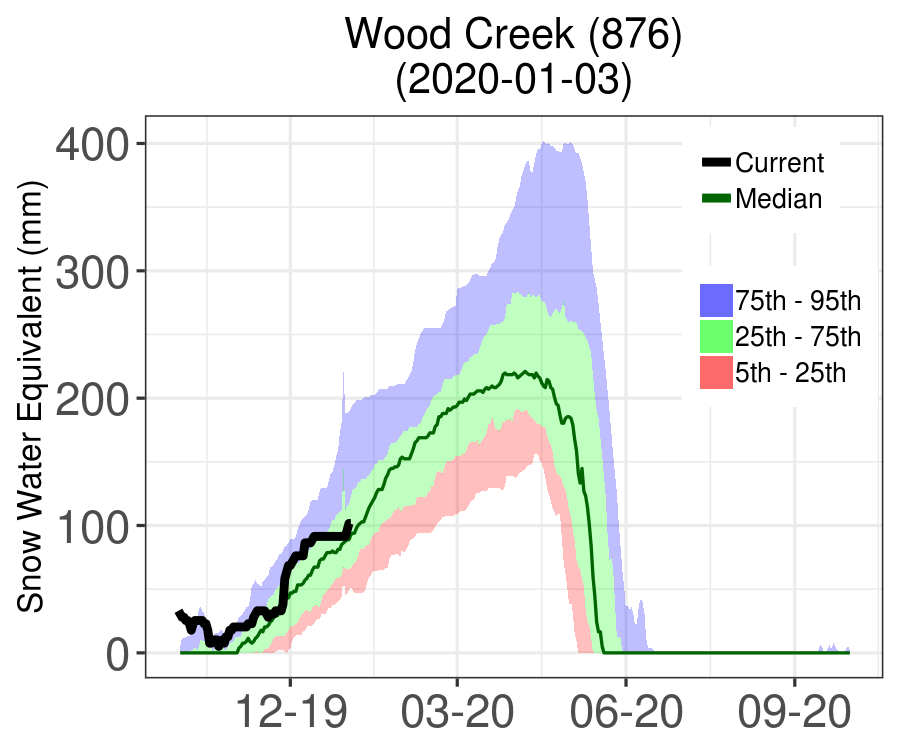 Wood Creek (876)
(2020-01-03)
Snow Water Equivalent (mm)
400
300
200
100
0
12-19
03-20
06-20
09-20
Current
Median
75th - 95th
25th - 75th
5th - 25th